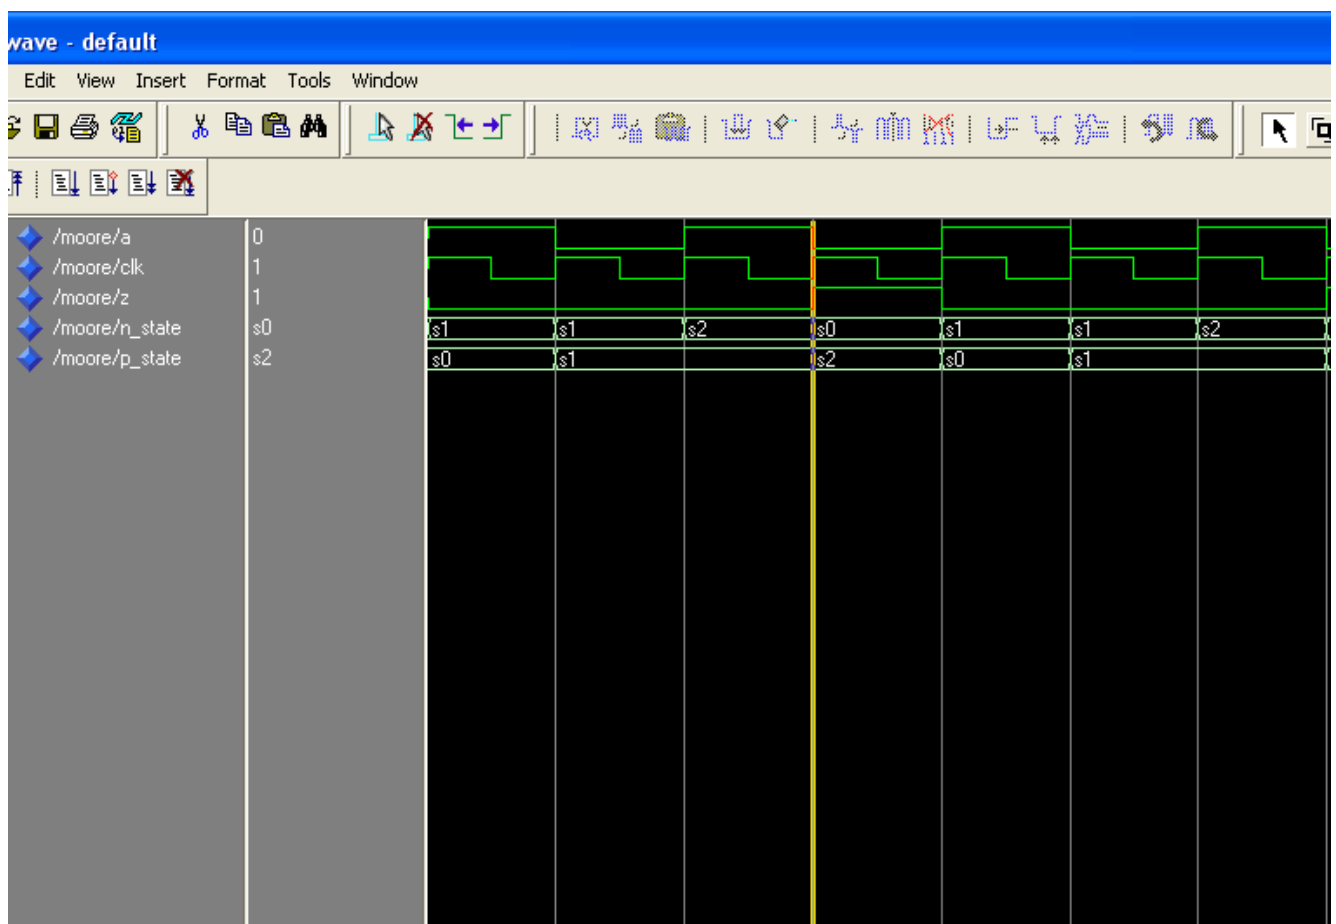 wave - default
Edit View Insert Format Tools Window
/moore/a 0
/moore/clk 1
/moore/z 1
/moore/n_state s0 s1 s1 s2 s0 s1 s1 s2
/moore/p_state s2 s0 s1 s2 s0 s1